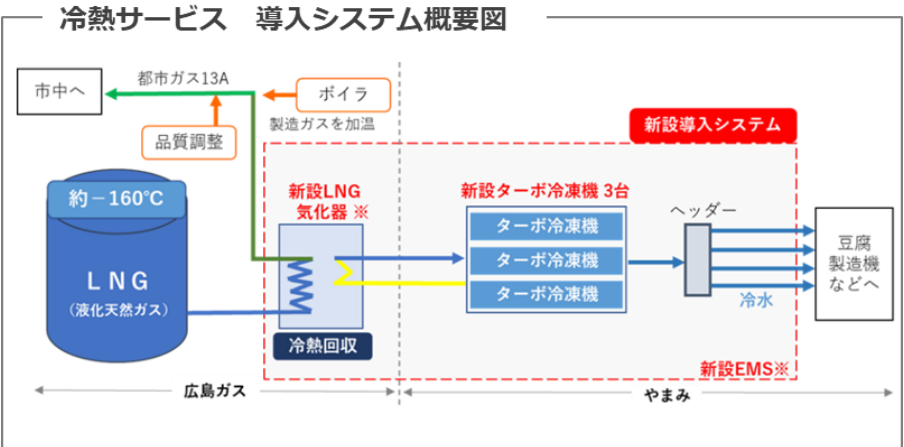 冷熱サービス　導入システム概要図
市中へ
都市ガス13A
ボイラ
製造ガスを加温
品質調整
新設導入システム
約－160℃
LNG
（液化天然ガス）
新設LNG
気化器 ※
冷熱回収
新設ターボ冷凍機 3台
ターボ冷凍機
ターボ冷凍機
ターボ冷凍機
ヘッダー
冷水
豆腐
製造機
などへ
新設EMS※
広島ガス
やまみ